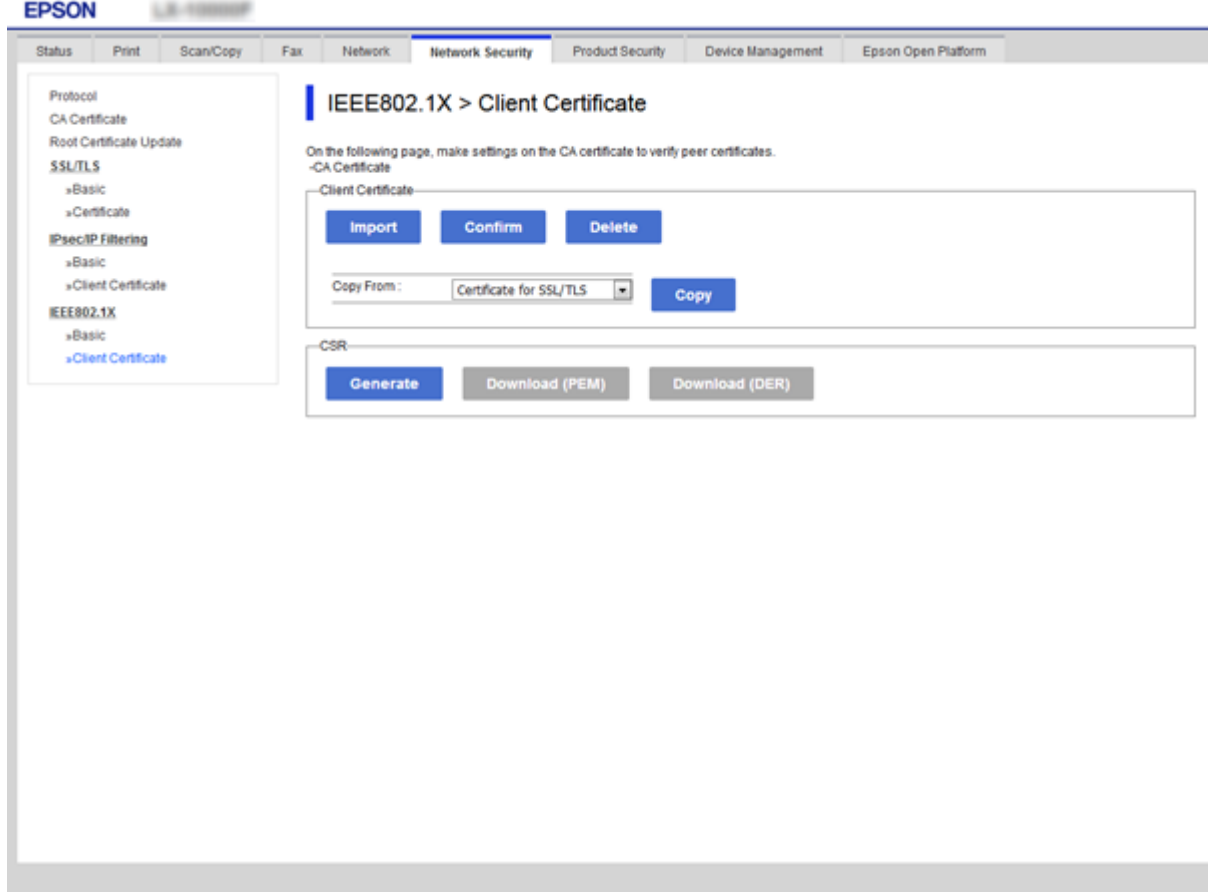 EPSON
Status Print Scan/Copy Fax Network Network Security Product Security Device Management Epson Open Platform
Protocol
CA Certificate
Root Certificate Update
SSL/TLS
»Basic
»Certificate
IPsec/IP Filtering
»Basic
»Client Certificate
IEEE802.1X
»Basic
»Client Certificate
IEEE802.1X > Client Certificate
On the following page, make settings on the CA certificate to verify peer certificates.
-CA Certificate
Client Certificate
Import Confirm Delete
Copy From : Certificate for SSL/TLS Copy
CSR
Generate Download (PEM) Download (DER)